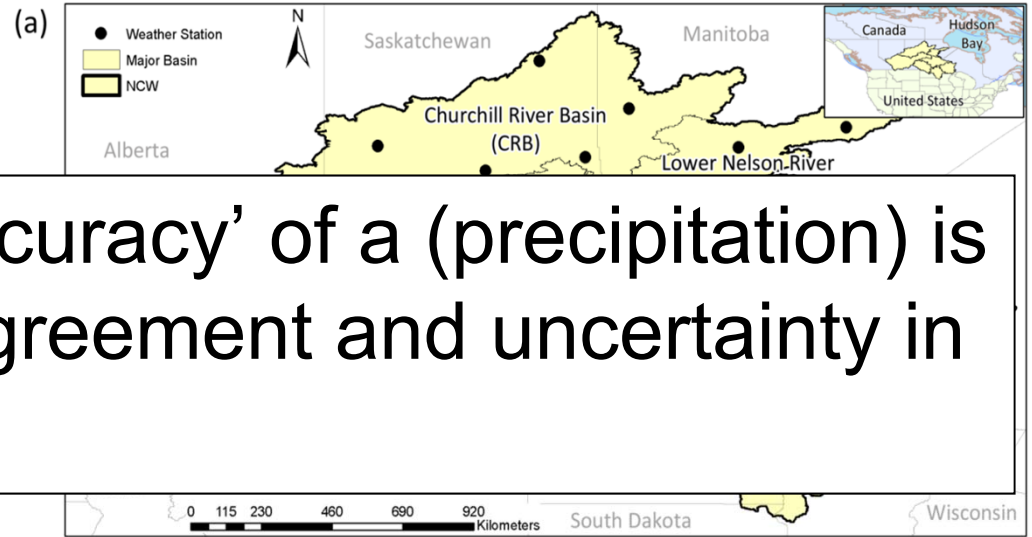 (a)
N
Weather Station
Major Basin
NCW
Saskatchewan
Manitoba
Canada
Hudson
Bay
United States
Alberta
Churchill River Basin
(CRB)
Lower Nelson River
curacy’ of a (precipitation) is
greement and uncertainty in
0 115 230 460 690 920
Kilometers
South Dakota
Wisconsin